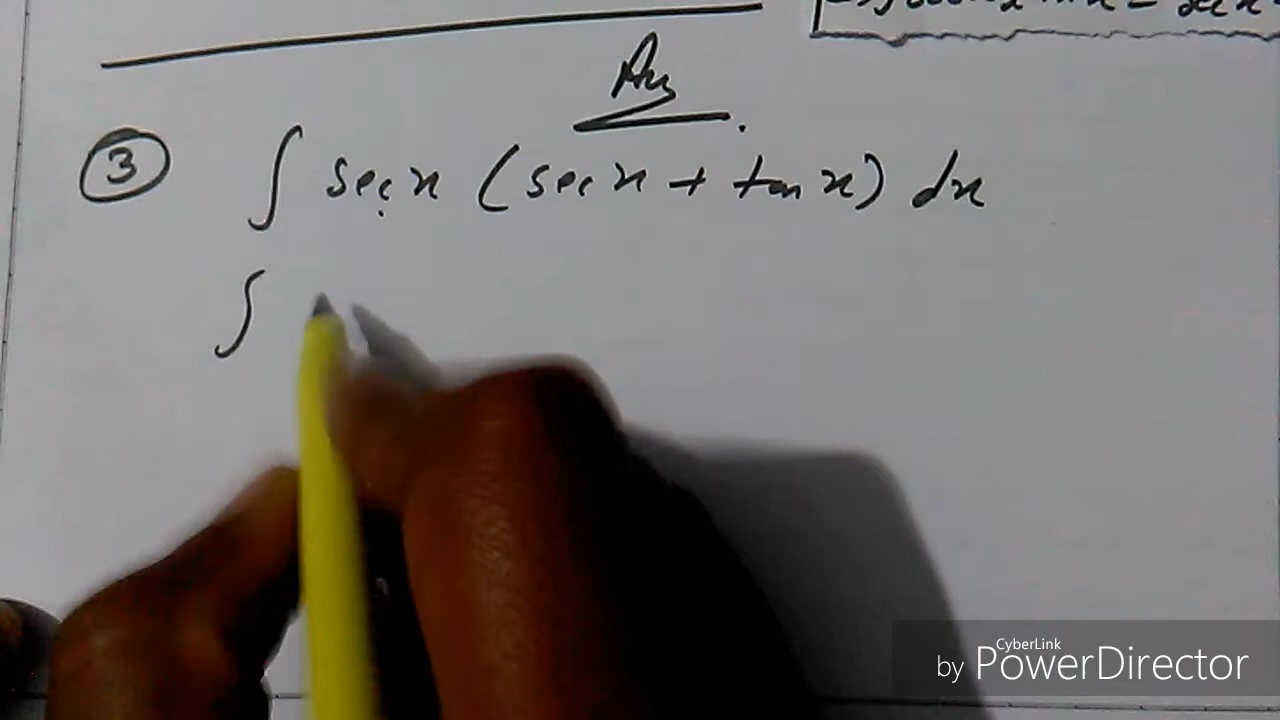 Ans.
3 ∫ sec x (sec x + tan x) dx
∫
CyberLink
by PowerDirector